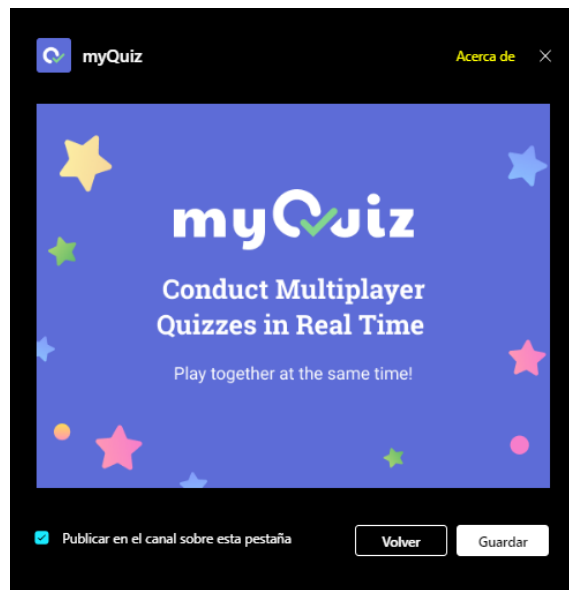 myQuiz
Acerca de
myQuiz
Conduct Multiplayer
Quizzes in Real Time
Play together at the same time!
Publicar en el canal sobre esta pestaña
Volver
Guardar